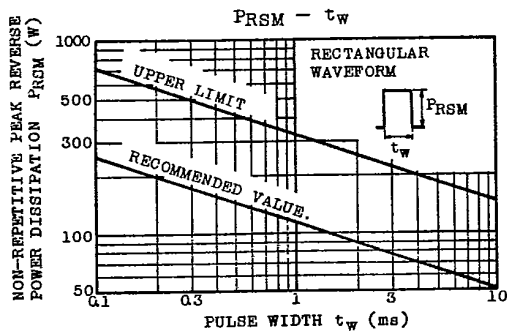 PRSM – tw
NON-REPETITIVE PEAK REVERSE
POWER DISSIPATION PRSM (W)
1000
500
300
100
50
UPPER LIMIT
RECOMMENDED VALUE.
RECTANGULAR
WAVEFORM
PRSM
tw
0.1
0.3
1
3
10
PULSE WIDTH tw (ms)